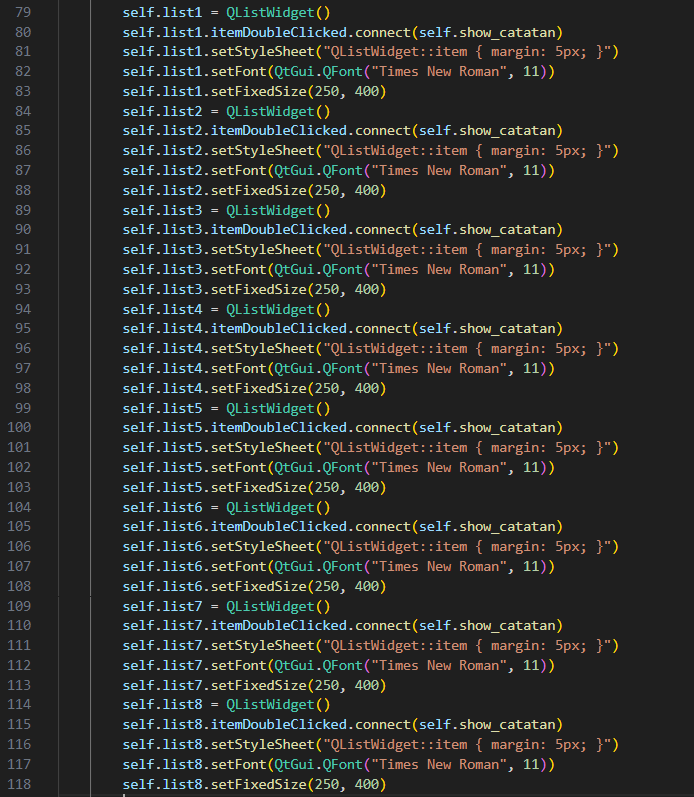 79 self.list1 = QListWidget()
80 self.list1.itemDoubleClicked.connect(self.show_catatan)
81 self.list1.setStyleSheet("QListWidget::item { margin: 5px; }")
82 self.list1.setFont(QtGui.QFont("Times New Roman", 11))
83 self.list1.setFixedSize(250, 400)
84 self.list2 = QListWidget()
85 self.list2.itemDoubleClicked.connect(self.show_catatan)
86 self.list2.setStyleSheet("QListWidget::item { margin: 5px; }")
87 self.list2.setFont(QtGui.QFont("Times New Roman", 11))
88 self.list2.setFixedSize(250, 400)
89 self.list3 = QListWidget()
90 self.list3.itemDoubleClicked.connect(self.show_catatan)
91 self.list3.setStyleSheet("QListWidget::item { margin: 5px; }")
92 self.list3.setFont(QtGui.QFont("Times New Roman", 11))
93 self.list3.setFixedSize(250, 400)
94 self.list4 = QListWidget()
95 self.list4.itemDoubleClicked.connect(self.show_catatan)
96 self.list4.setStyleSheet("QListWidget::item { margin: 5px; }")
97 self.list4.setFont(QtGui.QFont("Times New Roman", 11))
98 self.list4.setFixedSize(250, 400)
99 self.list5 = QListWidget()
100 self.list5.itemDoubleClicked.connect(self.show_catatan)
101 self.list5.setStyleSheet("QListWidget::item { margin: 5px; }")
102 self.list5.setFont(QtGui.QFont("Times New Roman", 11))
103 self.list5.setFixedSize(250, 400)
104 self.list6 = QListWidget()
105 self.list6.itemDoubleClicked.connect(self.show_catatan)
106 self.list6.setStyleSheet("QListWidget::item { margin: 5px; }")
107 self.list6.setFont(QtGui.QFont("Times New Roman", 11))
108 self.list6.setFixedSize(250, 400)
109 self.list7 = QListWidget()
110 self.list7.itemDoubleClicked.connect(self.show_catatan)
111 self.list7.setStyleSheet("QListWidget::item { margin: 5px; }")
112 self.list7.setFont(QtGui.QFont("Times New Roman", 11))
113 self.list7.setFixedSize(250, 400)
114 self.list8 = QListWidget()
115 self.list8.itemDoubleClicked.connect(self.show_catatan)
116 self.list8.setStyleSheet("QListWidget::item { margin: 5px; }")
117 self.list8.setFont(QtGui.QFont("Times New Roman", 11))
118 self.list8.setFixedSize(250, 400)